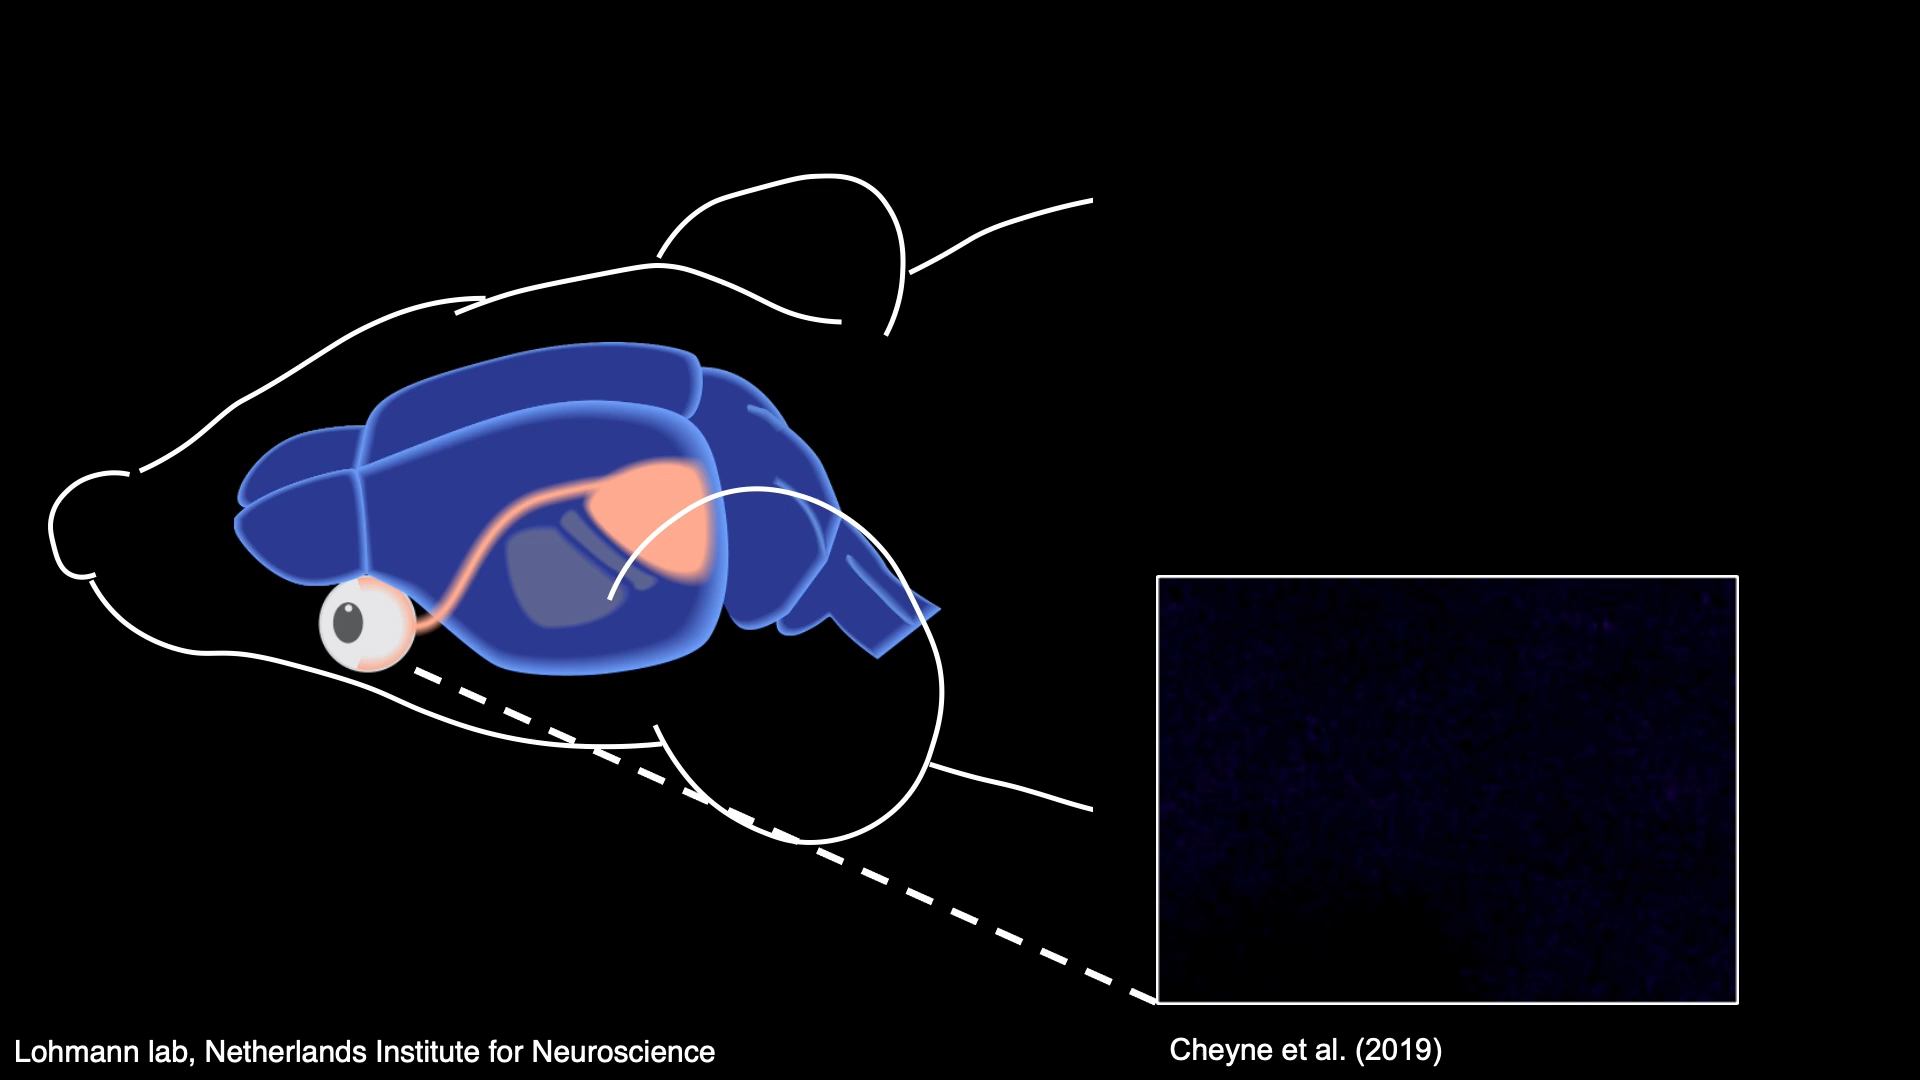 Lohmann lab, Netherlands Institute for Neuroscience
Cheyne et al. (2019)